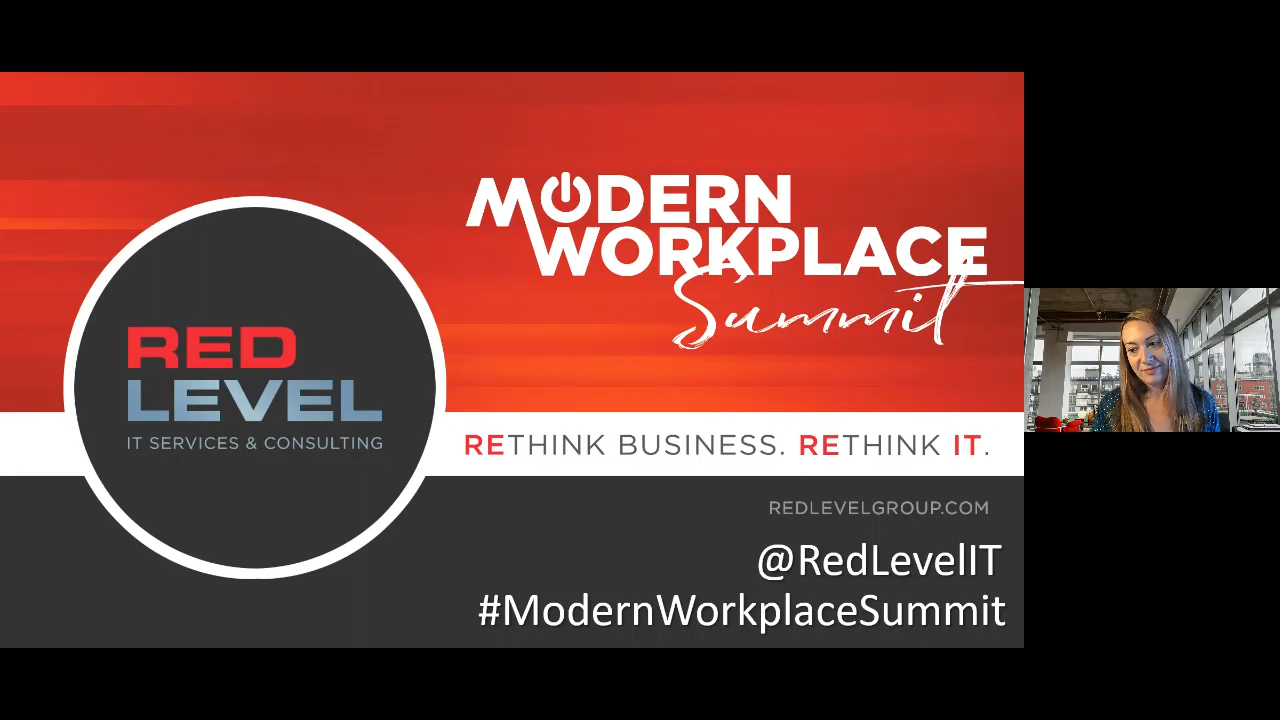 MODERN
WORKPLACE
Summit
RED
LEVEL
IT SERVICES & CONSULTING
RETHINK BUSINESS. RETHINK IT.
REDLEVELGROUP.COM
@RedLevelIT
#ModernWorkplaceSummit